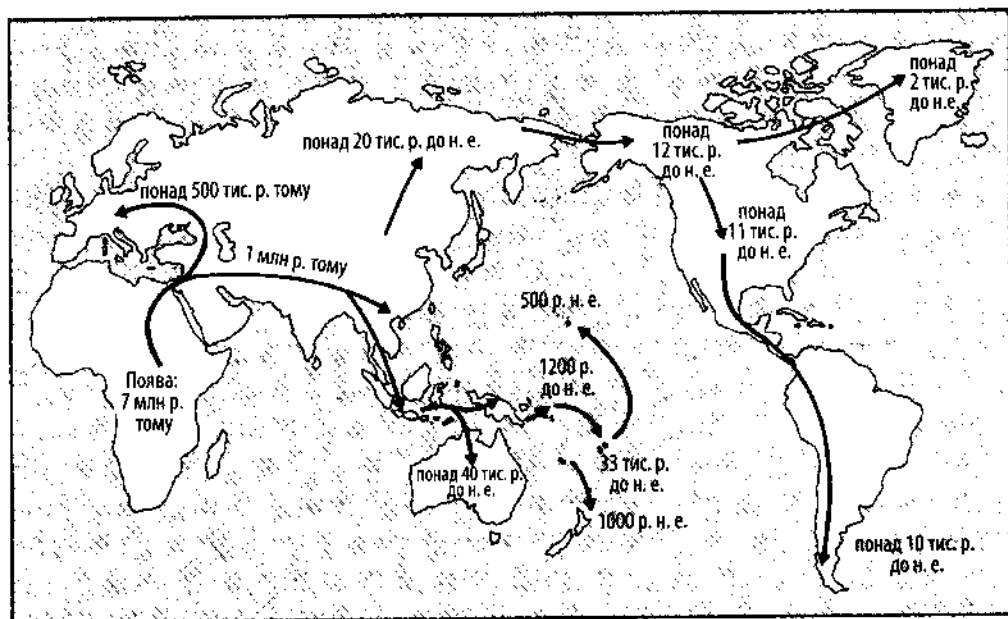 понад
2 тис. р.
до н.е.
понад 20 тис. р. до н. е.
понад
12 тис. р.
до н. е.
понад 500 тис. р. тому
понад
11 тис. р.
до н. е.
1 млн р. тому
500 р. н. е.
1200 р.
до н. е.
Поява:
7 млн р.
тому
33 тис. р.
до н. е.
понад 40 тис. р.
до н. е.
1000 р. н. е.
понад 10 тис. р.
до н. е.